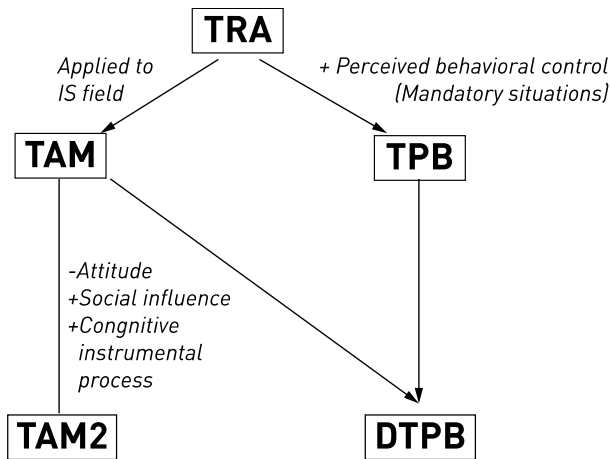 TRA
Applied to
IS field
+ Perceived behavioral control
(Mandatory situations)
TAM
TPB
-Attitude
+Social influence
+Congnitive
instrumental
process
TAM2
DTPB